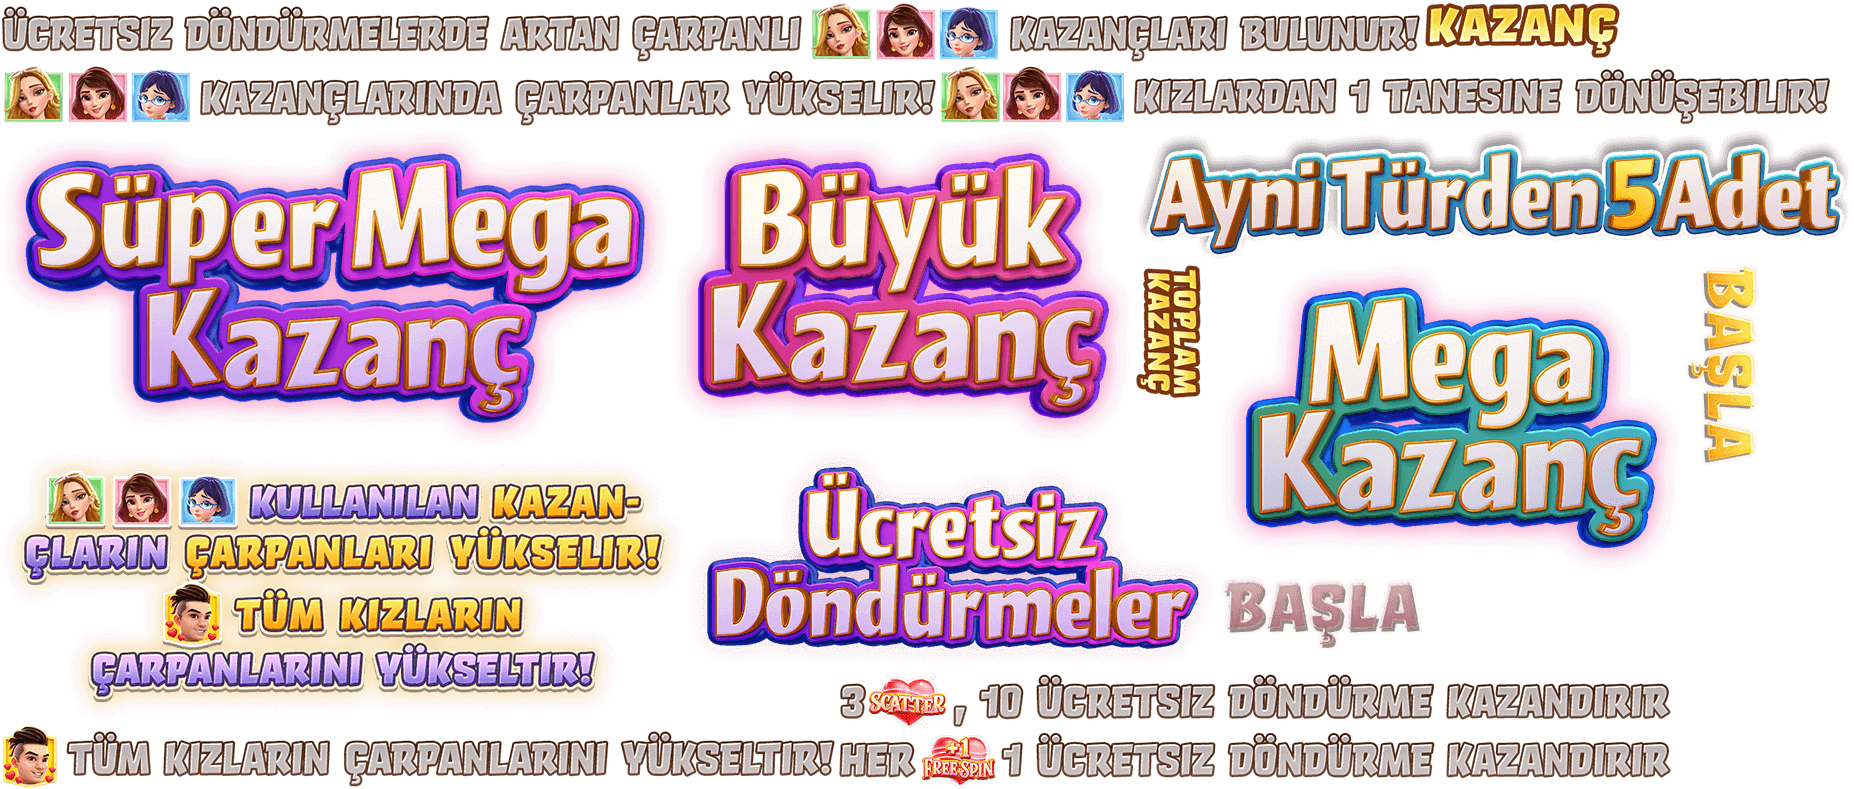 ÜCRETSIZ DÖNDÜRMELERDE ARTAN ÇARPANLI KAZANÇLARI BULUNUR! KAZANÇ
KAZANÇLARINDA ÇARPANLAR YÜKSELIR! KIZLARDAN 1 TANESINE DÖNÜŞEBILIR!
Süper Mega
Kazanç
Büyük
Kazanç
Ayni Türden 5 Adet
TOPLAM
KAZANÇ
Mega
Kazanç
BAŞLA
KULLANILAN KAZAN-
ÇLARIN ÇARPANLARI YÜKSELIR!
TÜM KIZLARIN
ÇARPANLARINI YÜKSELTIR!
Ücretsiz
Döndürmeler
BAŞLA
3 SCATTER, 10 ÜCRETSIZ DÖNDÜRME KAZANDIRIR
TÜM KIZLARIN ÇARPANLARINI YÜKSELTIR!
HER +1 FREE SPIN 1 ÜCRETSIZ DÖNDÜRME KAZANDIRIR